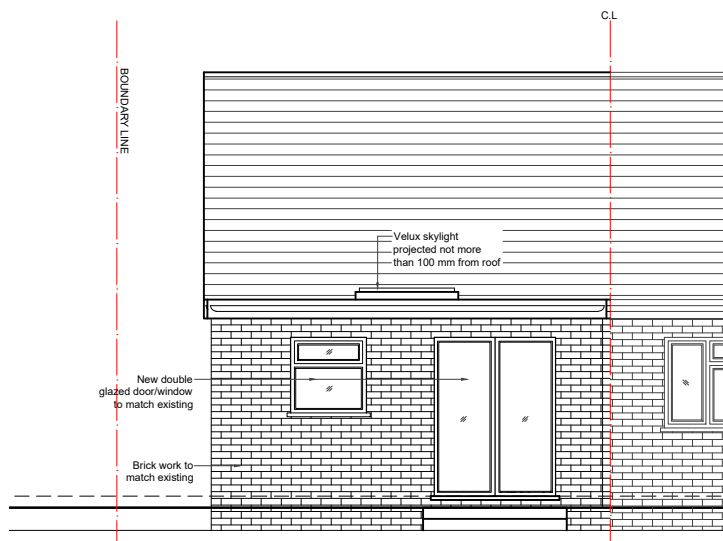 C.L
BOUNDARY LINE
Velux skylight
projected not more
than 100 mm from roof
New double
glazed door/window
to match existing
Brick work to
match existing